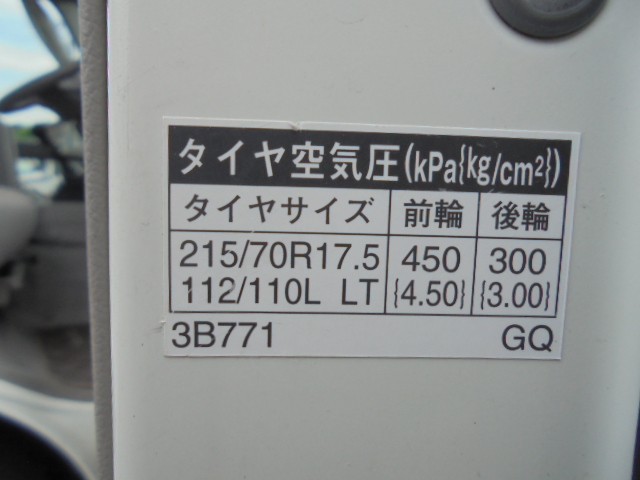 タイヤ空気圧(kPa{kg/cm²})
タイヤサイズ 前輪 後輪
215/70R17.5 450 300
112/110L LT {4.50} {3.00}
3B771 GQ